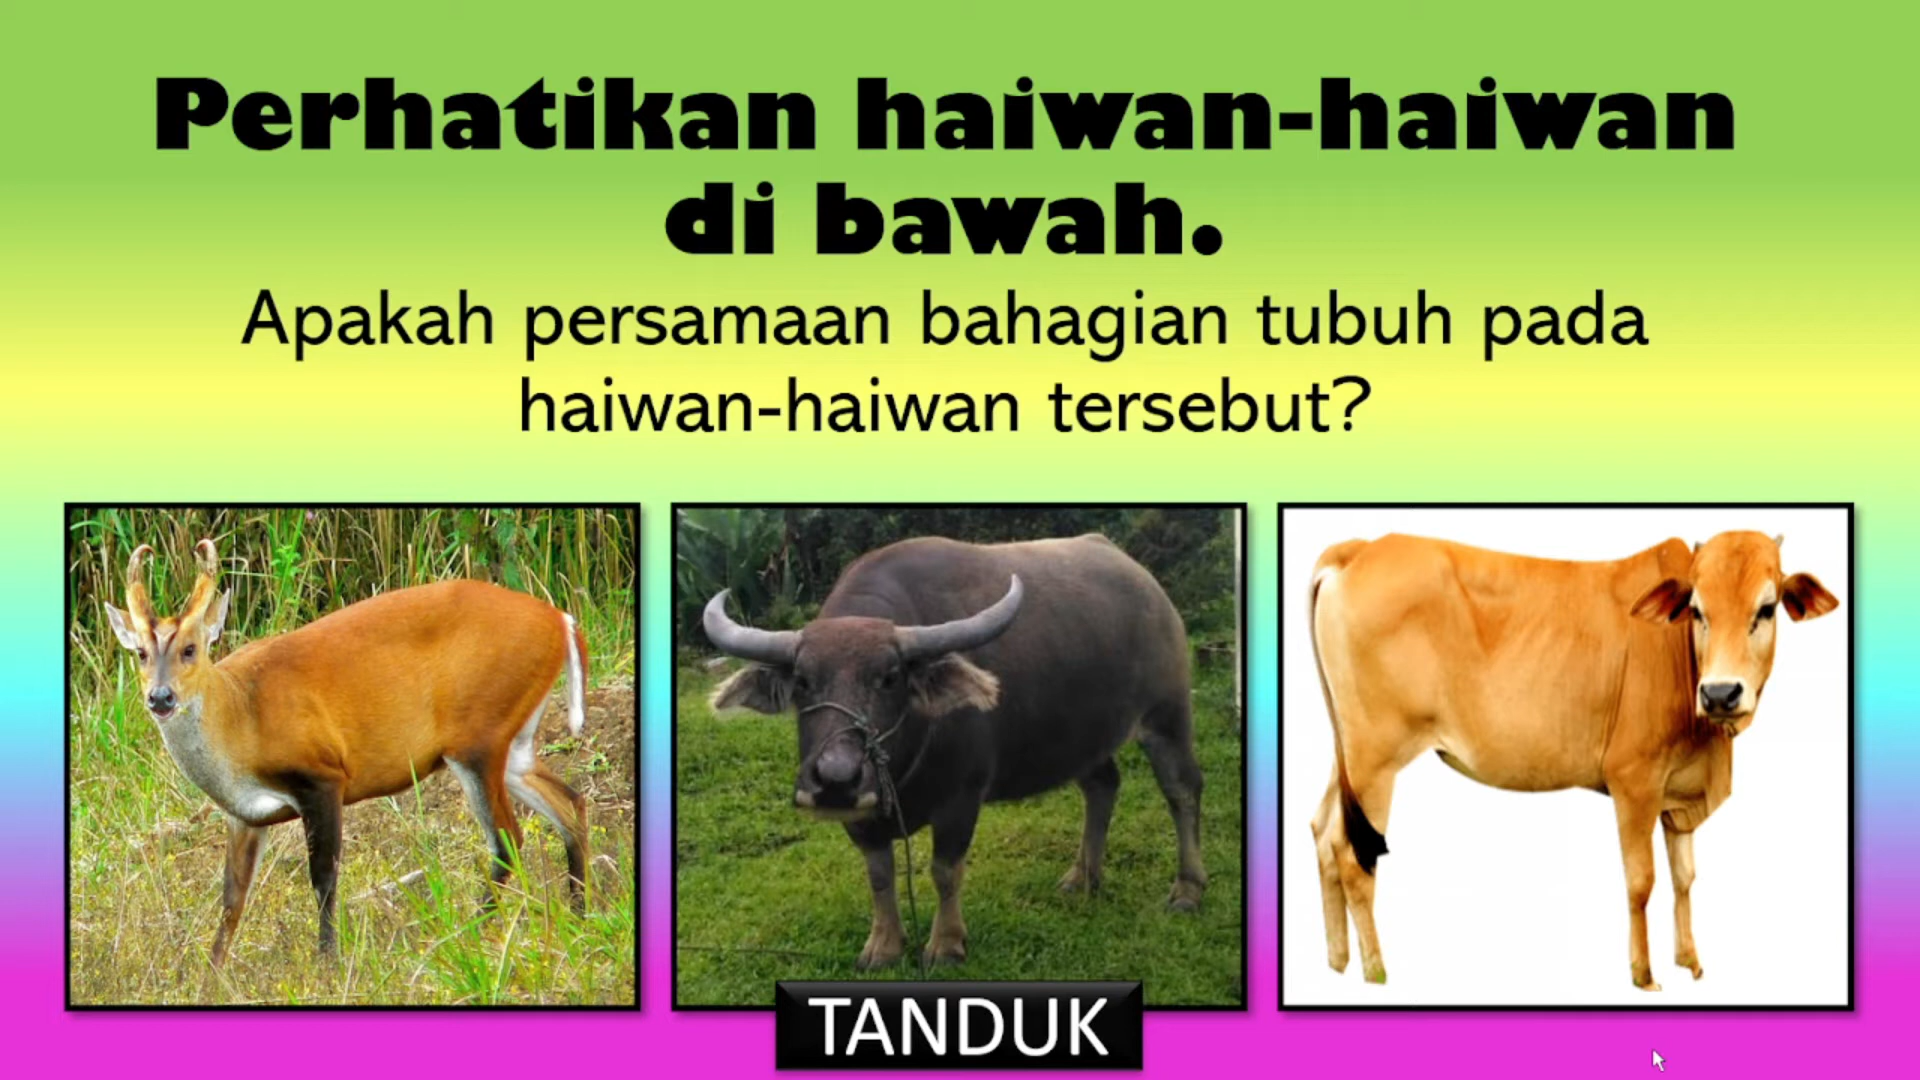 Perhatikan haiwan-haiwan
di bawah.
Apakah persamaan bahagian tubuh pada
haiwan-haiwan tersebut?
TANDUK